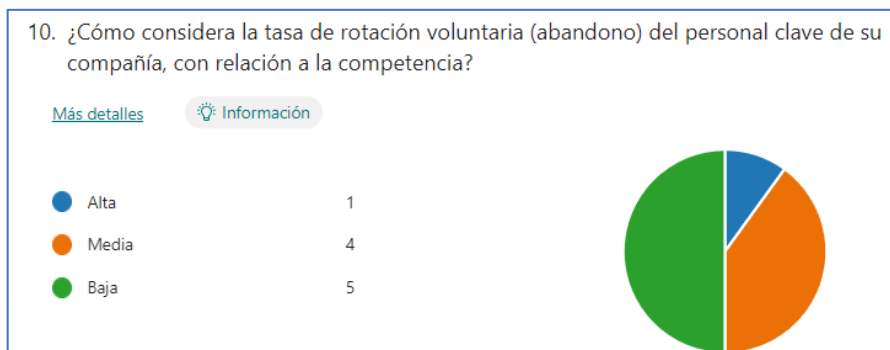 10. ¿Cómo considera la tasa de rotación voluntaria (abandono) del personal clave de su
compañía, con relación a la competencia?
Más detalles
Información
Alta 1
Media 4
Baja 5